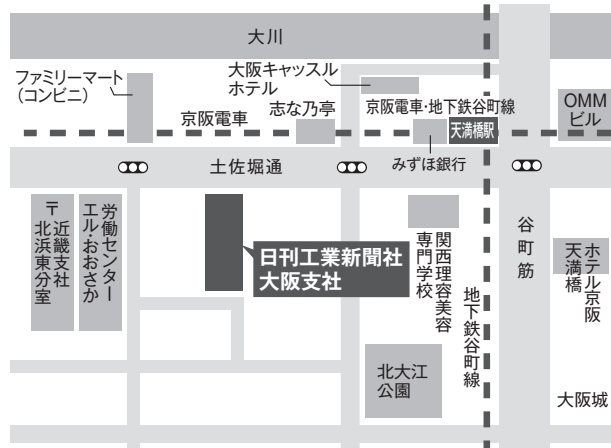 大川
ファミリーマート
(コンビニ)
大阪キャッスル
ホテル
京阪電車
志な乃亭
京阪電車・地下鉄谷町線
天満橋駅
OMM
ビル
土佐堀通
みずほ銀行
〒
近畿支社
北浜東分室
労働センター
エル・おおさか
日刊工業新聞社
大阪支社
関西理容美容
専門学校
地下鉄谷町線
谷町筋
ホテル京阪
天満橋
北大江
公園
大阪城